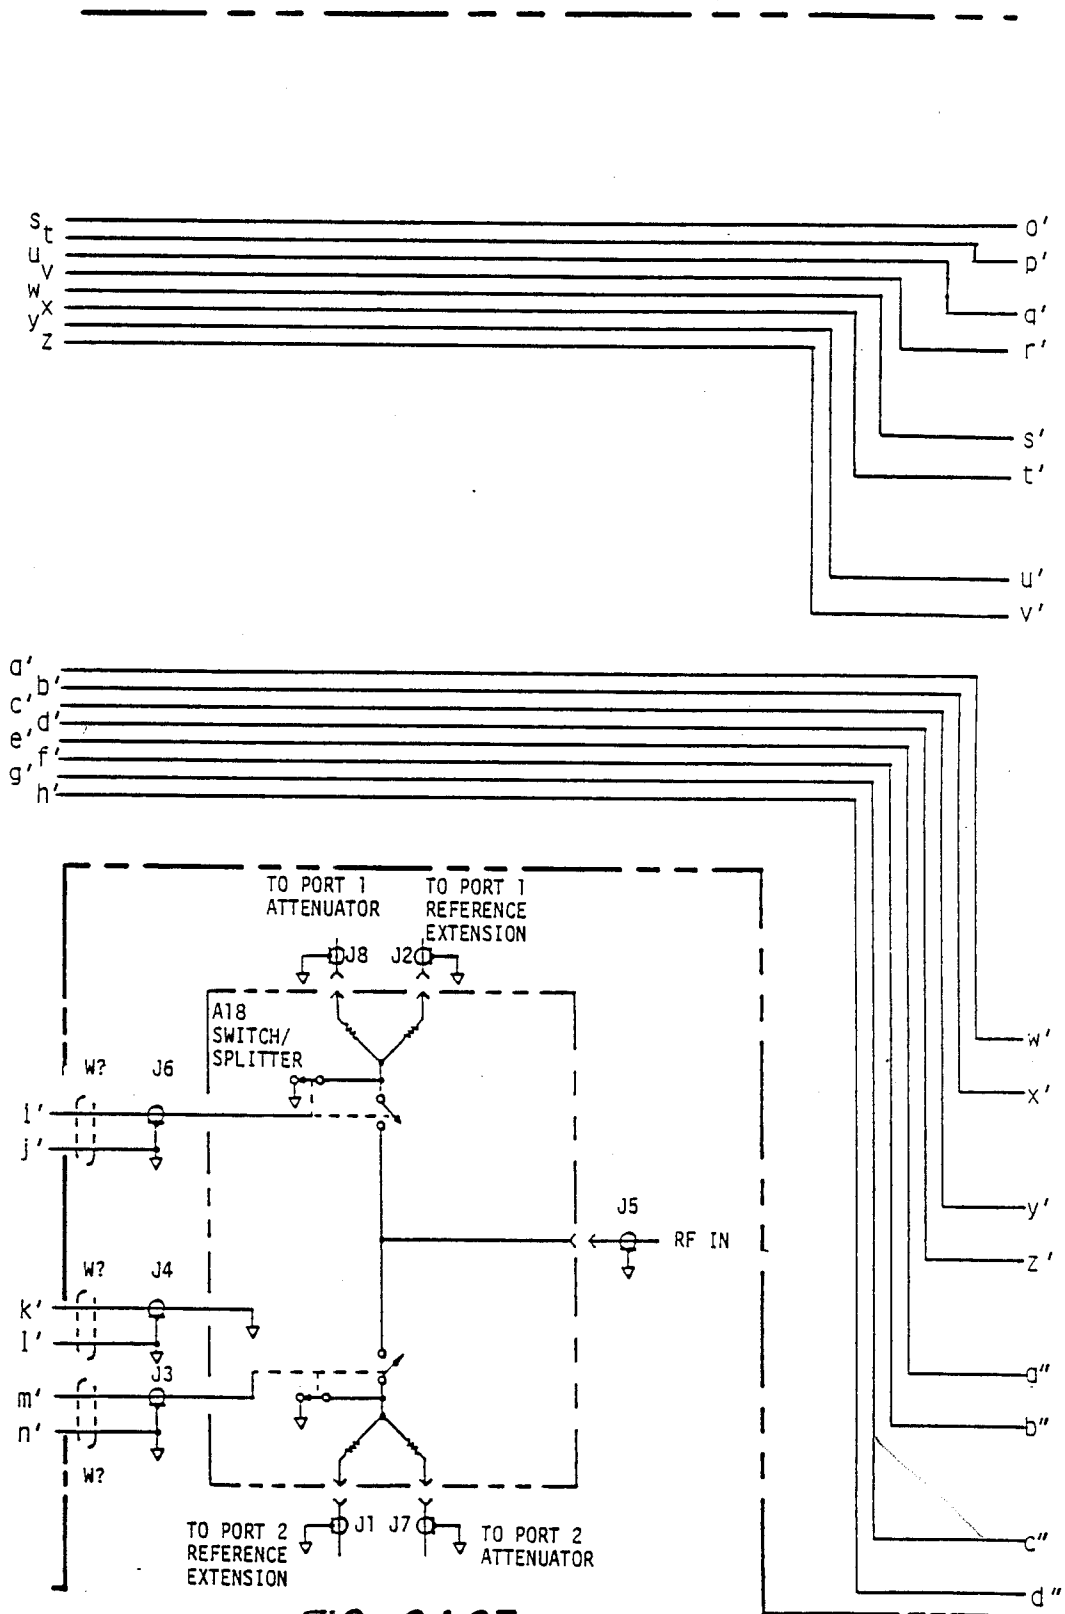 s
t
u
v
w
x
y
z
o'
p'
q'
r'
s'
t'
u'
v'
a'
b'
c'
d'
e'
f'
g'
h'
w'
x'
y'
z'
a"
b"
c"
d"
TO PORT 1
ATTENUATOR
TO PORT 1
REFERENCE
EXTENSION
J8
J2
A18
SWITCH/
SPLITTER
W?
J6
i'
j'
J5
RF IN
W?
J4
k'
l'
J3
m'
n'
W?
TO PORT 2
REFERENCE
EXTENSION
J1
J7
TO PORT 2
ATTENUATOR